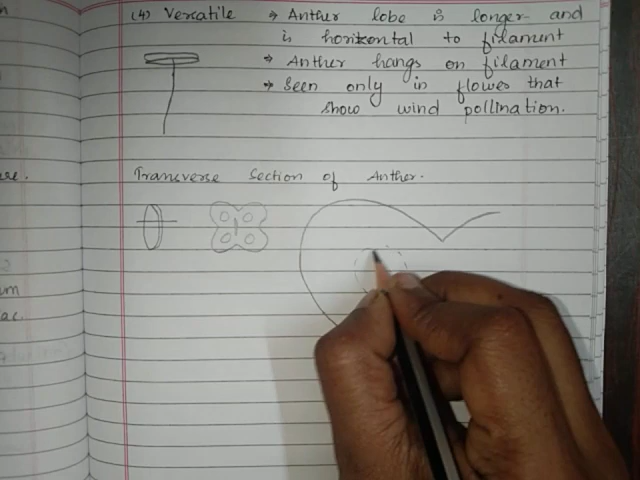 (4) Versatile → Anther lobe is longer and
is horizontal to filament
→ Anther hangs on filament
→ Seen only in flowes that
show wind pollination.
Transverse Section of Anther.